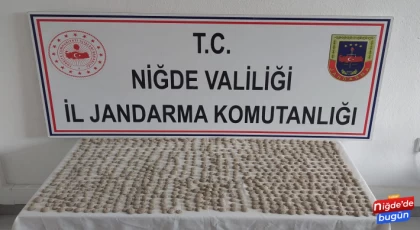 T.C.
NİĞDE VALİLİĞİ
İL JANDARMA KOMUTANLIĞI
Niğde'de
bugün